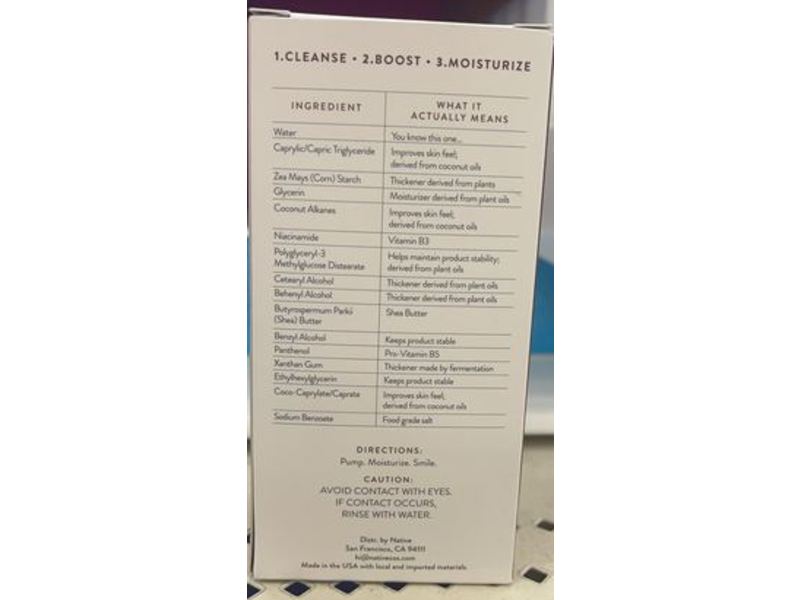 1.CLEANSE • 2.BOOST • 3.MOISTURIZE
INGREDIENT
WHAT IT
ACTUALLY MEANS
Water
You know this one...
Caprylic/Capric Triglyceride
Improves skin feel;
derived from coconut oils
Zea Mays (Corn) Starch
Thickener derived from plants
Glycerin
Moisturizer derived from plant oils
Coconut Alkanes
Improves skin feel;
derived from coconut oils
Niacinamide
Vitamin B3
Polyglyceryl-3
Methylglucose Distearate
Helps maintain product stability;
derived from plant oils
Cetearyl Alcohol
Thickener derived from plant oils
Behenyl Alcohol
Thickener derived from plant oils
Butyrospermum Parkii
(Shea) Butter
Shea Butter
Benzyl Alcohol
Keeps product stable
Panthenol
Pro-Vitamin B5
Xanthan Gum
Thickener made by fermentation
Ethylhexylglycerin
Keeps product stable
Coco-Caprylate/Caprate
Improves skin feel;
derived from coconut oils
Sodium Benzoate
Food grade salt
DIRECTIONS:
Pump. Moisturize. Smile.
CAUTION:
AVOID CONTACT WITH EYES.
IF CONTACT OCCURS,
RINSE WITH WATER.
Distr. by Native
San Francisco, CA 94111
hi@nativecos.com
Made in the USA with local and imported materials